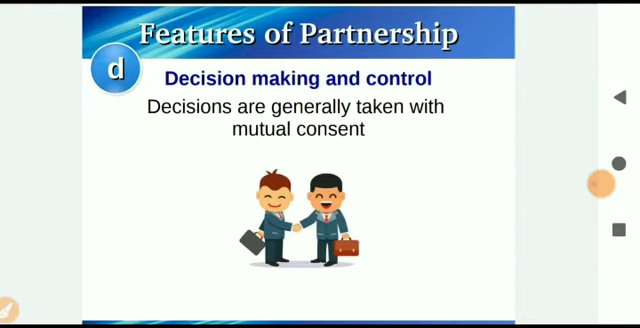 Features of Partnership
d
Decision making and control
Decisions are generally taken with
mutual consent